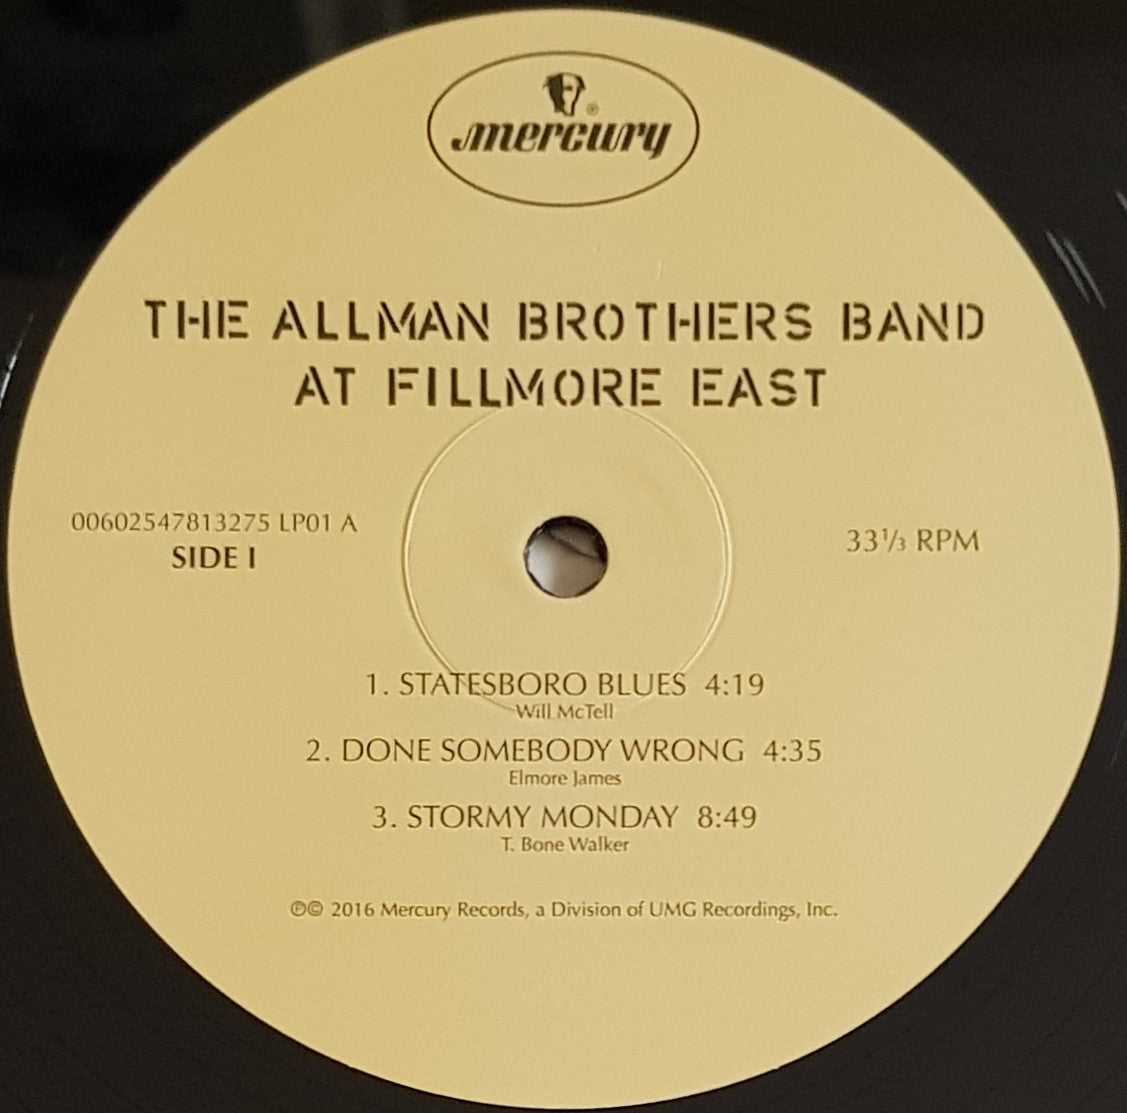 mercury ®
THE ALLMAN BROTHERS BAND
AT FILLMORE EAST
00602547813275 LP01 A
SIDE I
33⅓ RPM
1. STATESBORO BLUES 4:19
Will McTell
2. DONE SOMEBODY WRONG 4:35
Elmore James
3. STORMY MONDAY 8:49
T. Bone Walker
℗© 2016 Mercury Records, a Division of UMG Recordings, Inc.